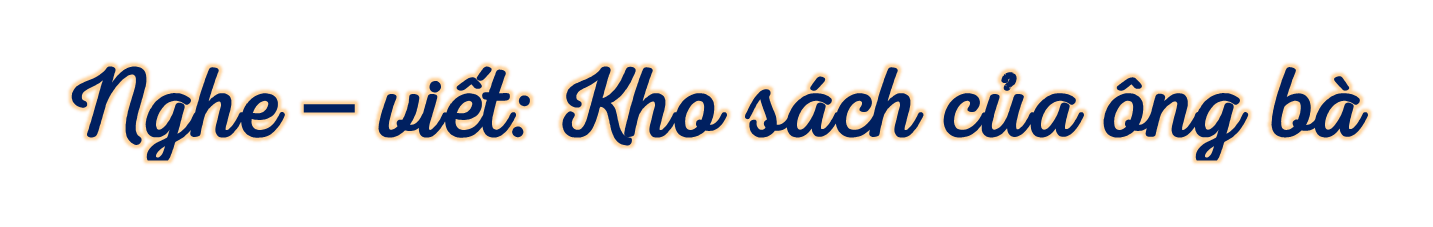 Nghe – viết: Kho sách của ông bà